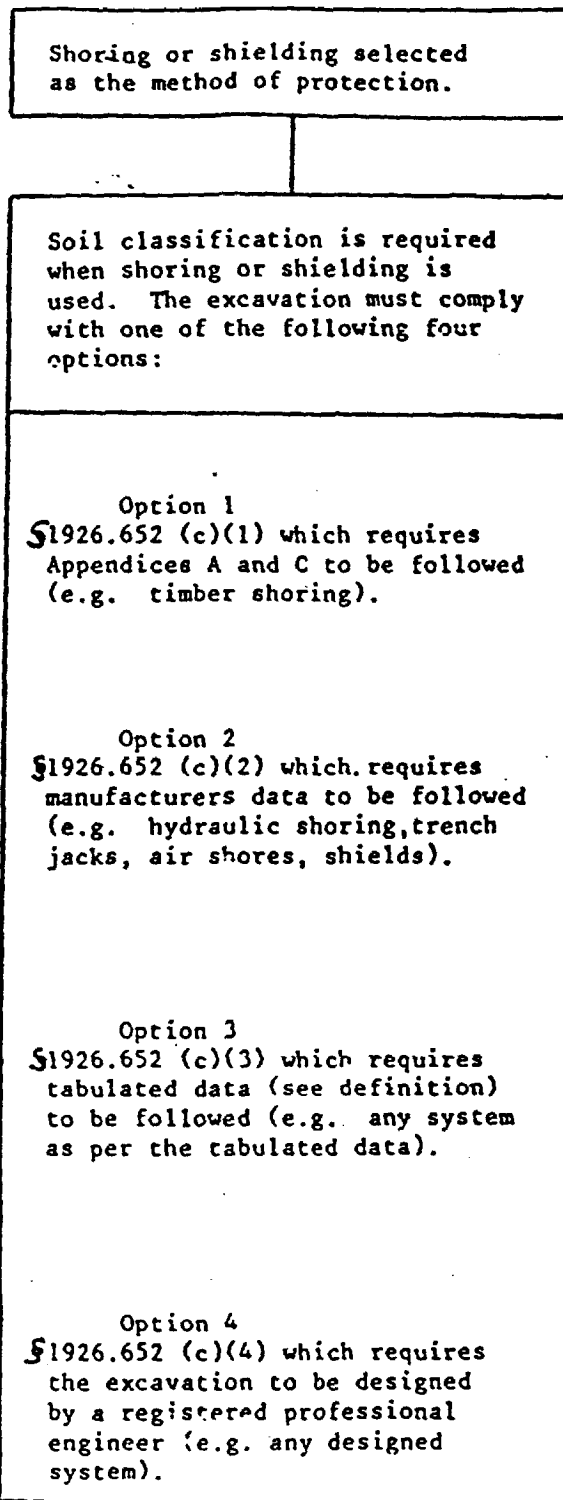 Shoring or shielding selected
as the method of protection.
Soil classification is required
when shoring or shielding is
used. The excavation must comply
with one of the following four
options:
Option 1
§1926.652 (c)(1) which requires
Appendices A and C to be followed
(e.g. timber shoring).
Option 2
§1926.652 (c)(2) which requires
manufacturers data to be followed
(e.g. hydraulic shoring,trench
jacks, air shores, shields).
Option 3
§1926.652 (c)(3) which requires
tabulated data (see definition)
to be followed (e.g. any system
as per the tabulated data).
Option 4
§1926.652 (c)(4) which requires
the excavation to be designed
by a registered professional
engineer (e.g. any designed
system).